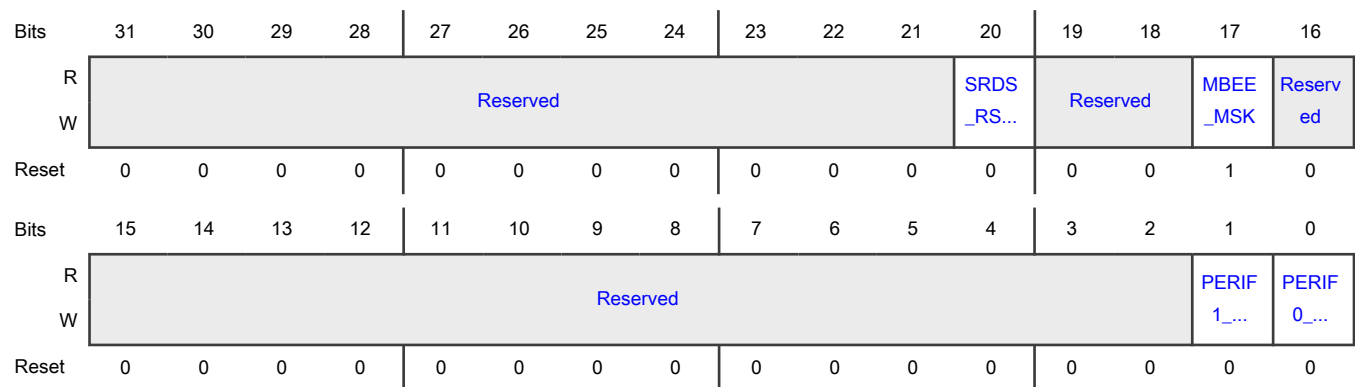 Bits 31 30 29 28 27 26 25 24 23 22 21 20 19 18 17 16
R
W
Reserved
SRDS
_RS...
Reserved
MBEE
_MSK
Reserv
ed
Reset 0 0 0 0 0 0 0 0 0 0 0 0 0 0 1 0
Bits 15 14 13 12 11 10 9 8 7 6 5 4 3 2 1 0
R
W
Reserved
PERIF
1_...
PERIF
0_...
Reset 0 0 0 0 0 0 0 0 0 0 0 0 0 0 0 0